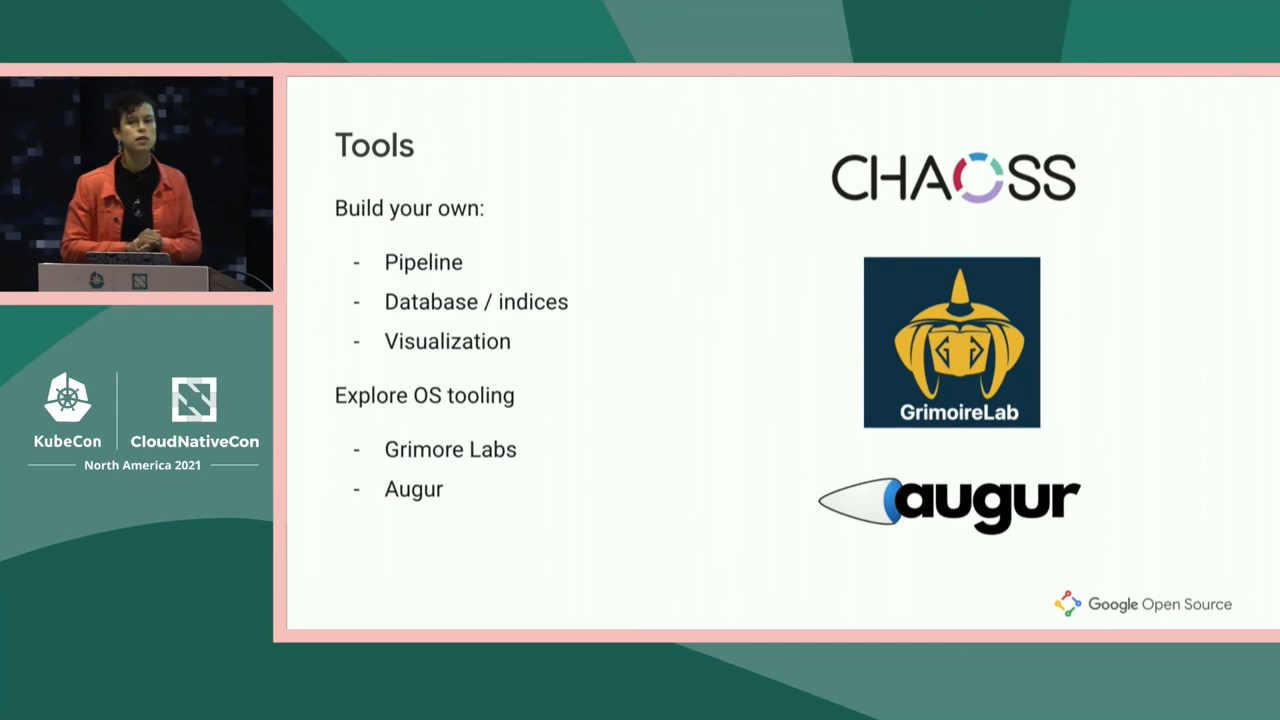 Tools
Build your own:
- Pipeline
- Database / indices
- Visualization
Explore OS tooling
- Grimore Labs
- Augur
CHAOSS
GrimoireLab
augur
Google Open Source
KubeCon
CloudNativeCon
North America 2021